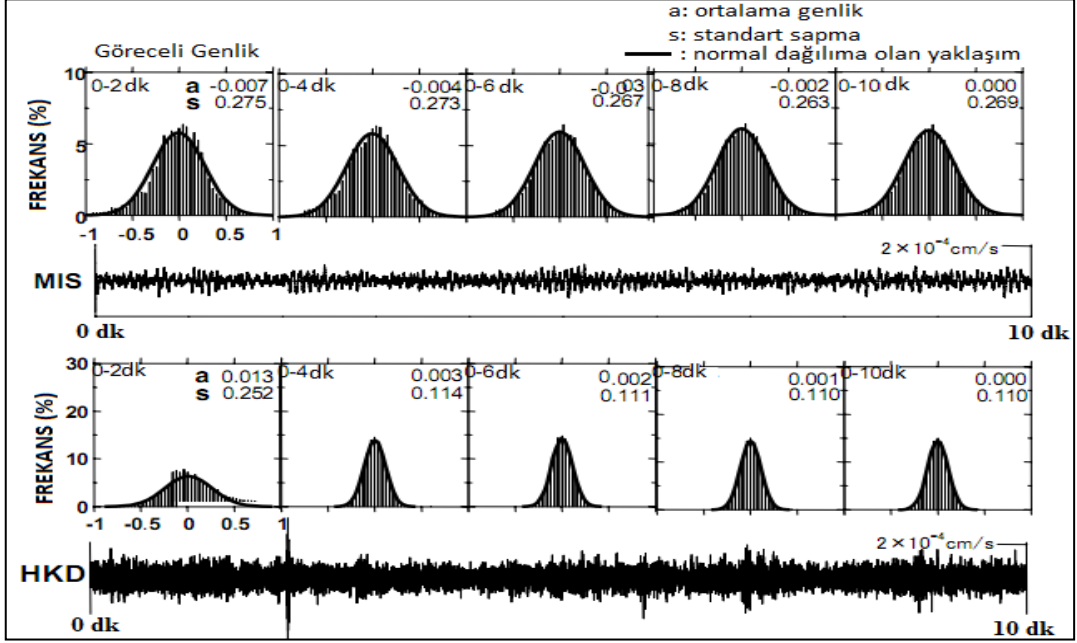 a: ortalama genlik
s: standart sapma
: normal dağılıma olan yaklaşım
Göreceli Genlik
FREKANS (%)
10
5
0
0-2 dk a -0.007
s 0.275
0-4 dk -0.004
0.273
0-6 dk
0.267
0-8 dk -0.002
0.263
0-10 dk 0.000
0.269
-1 -0.5 0 0.5 1
2×10⁻⁴cm/s
MIS
0 dk 10 dk
FREKANS (%)
30
20
10
0
0-2dk a 0.013
s 0.252
0-4dk 0.003
0.114
0-6dk 0.002
0.111
0-8dk 0.001
0.110
0-10dk 0.000
0.110
-1 -0.5 0 0.5 1
2×10⁻⁴cm/s
HKD
0 dk 10 dk